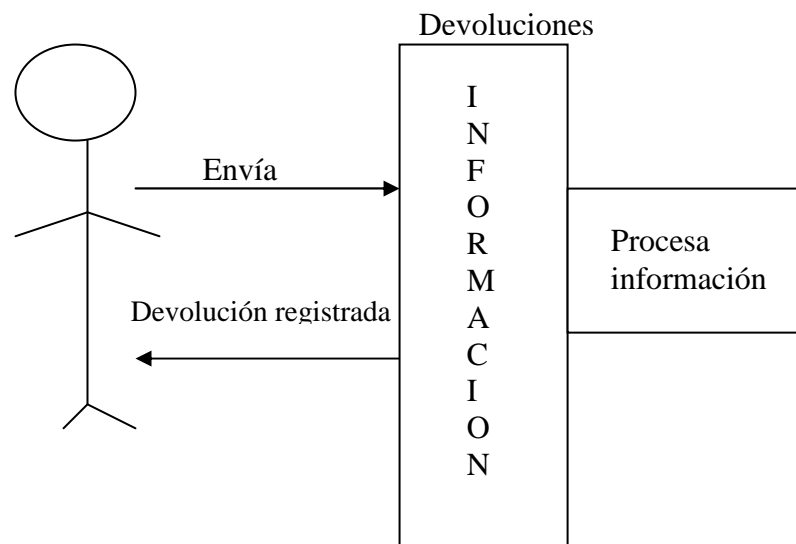 Devoluciones
I
N
F
O
R
M
A
C
I
O
N
Envía
Procesa
información
Devolución registrada